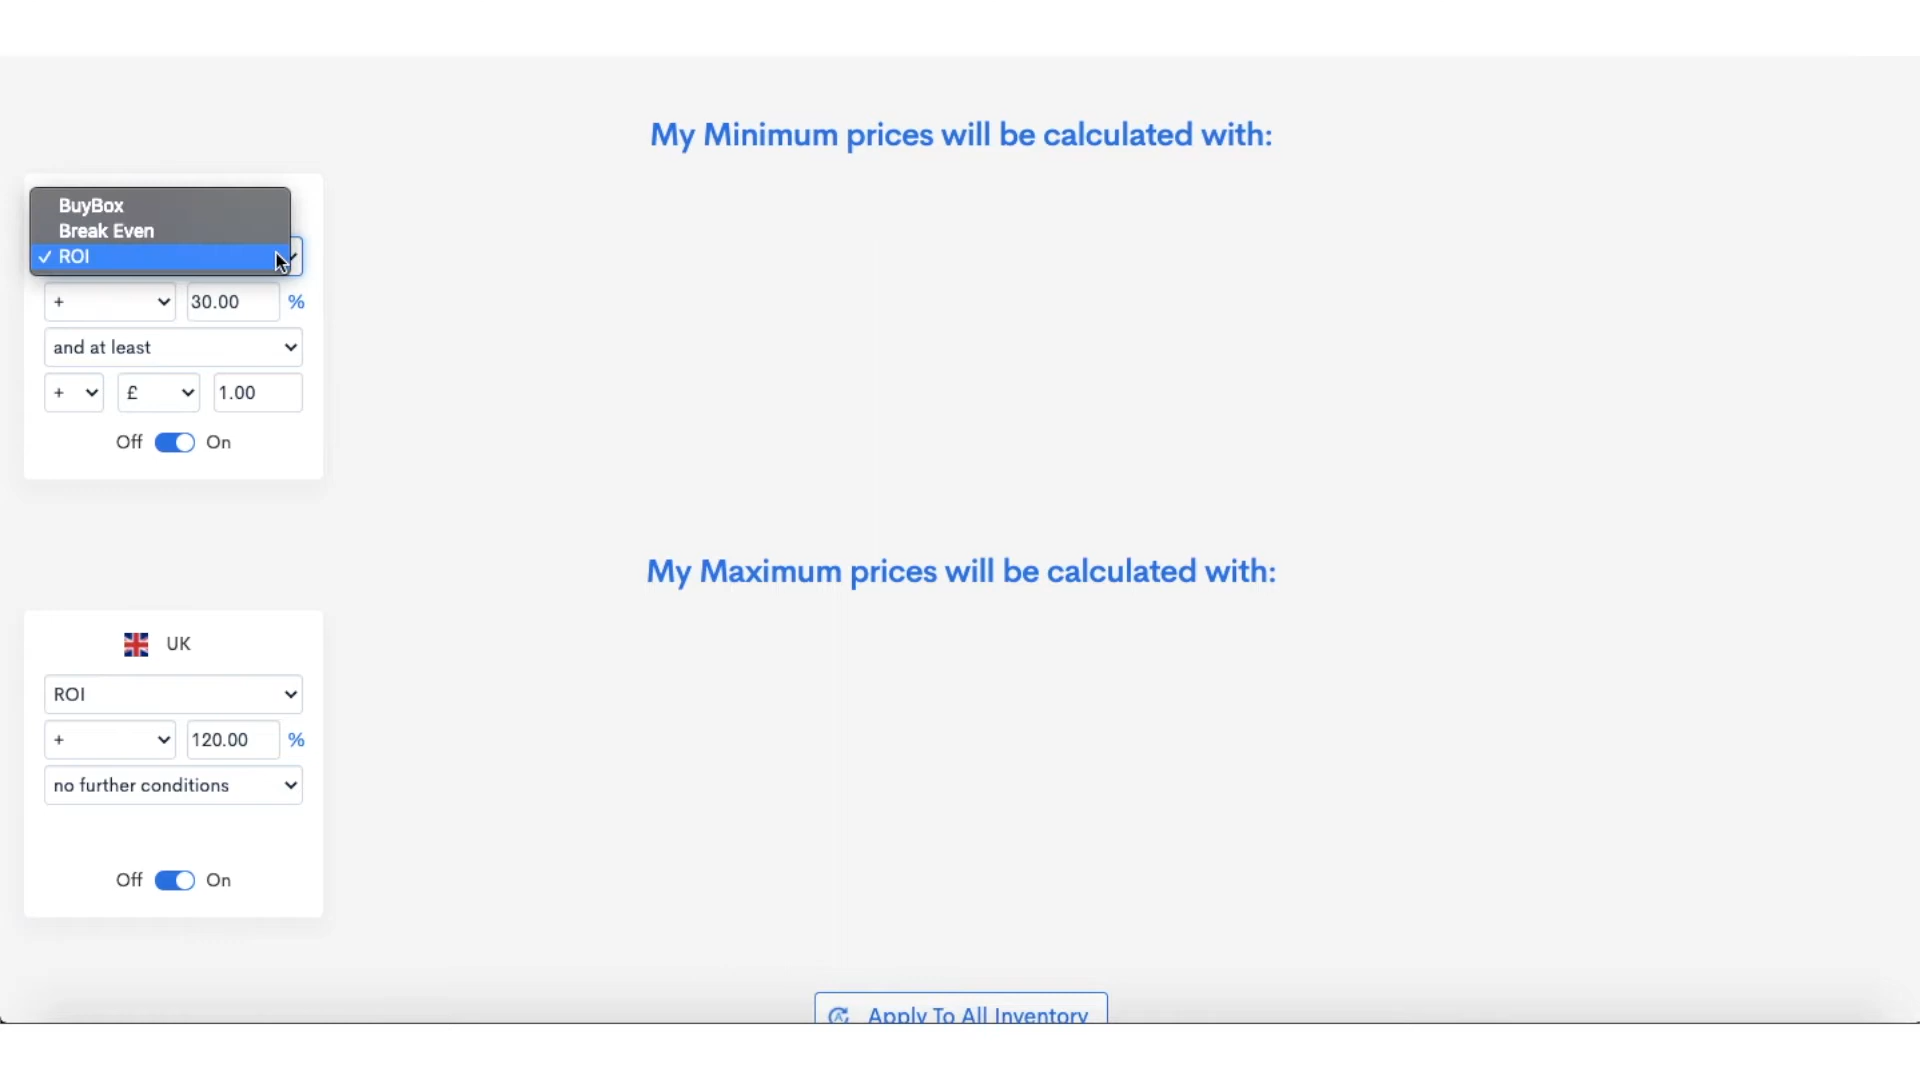 My Minimum prices will be calculated with:
BuyBox
Break Even
✓ ROI
+ 30.00 %
and at least
+ £ 1.00
Off On
My Maximum prices will be calculated with:
UK
ROI
+ 120.00 %
no further conditions
Off On
Apply To All Inventory